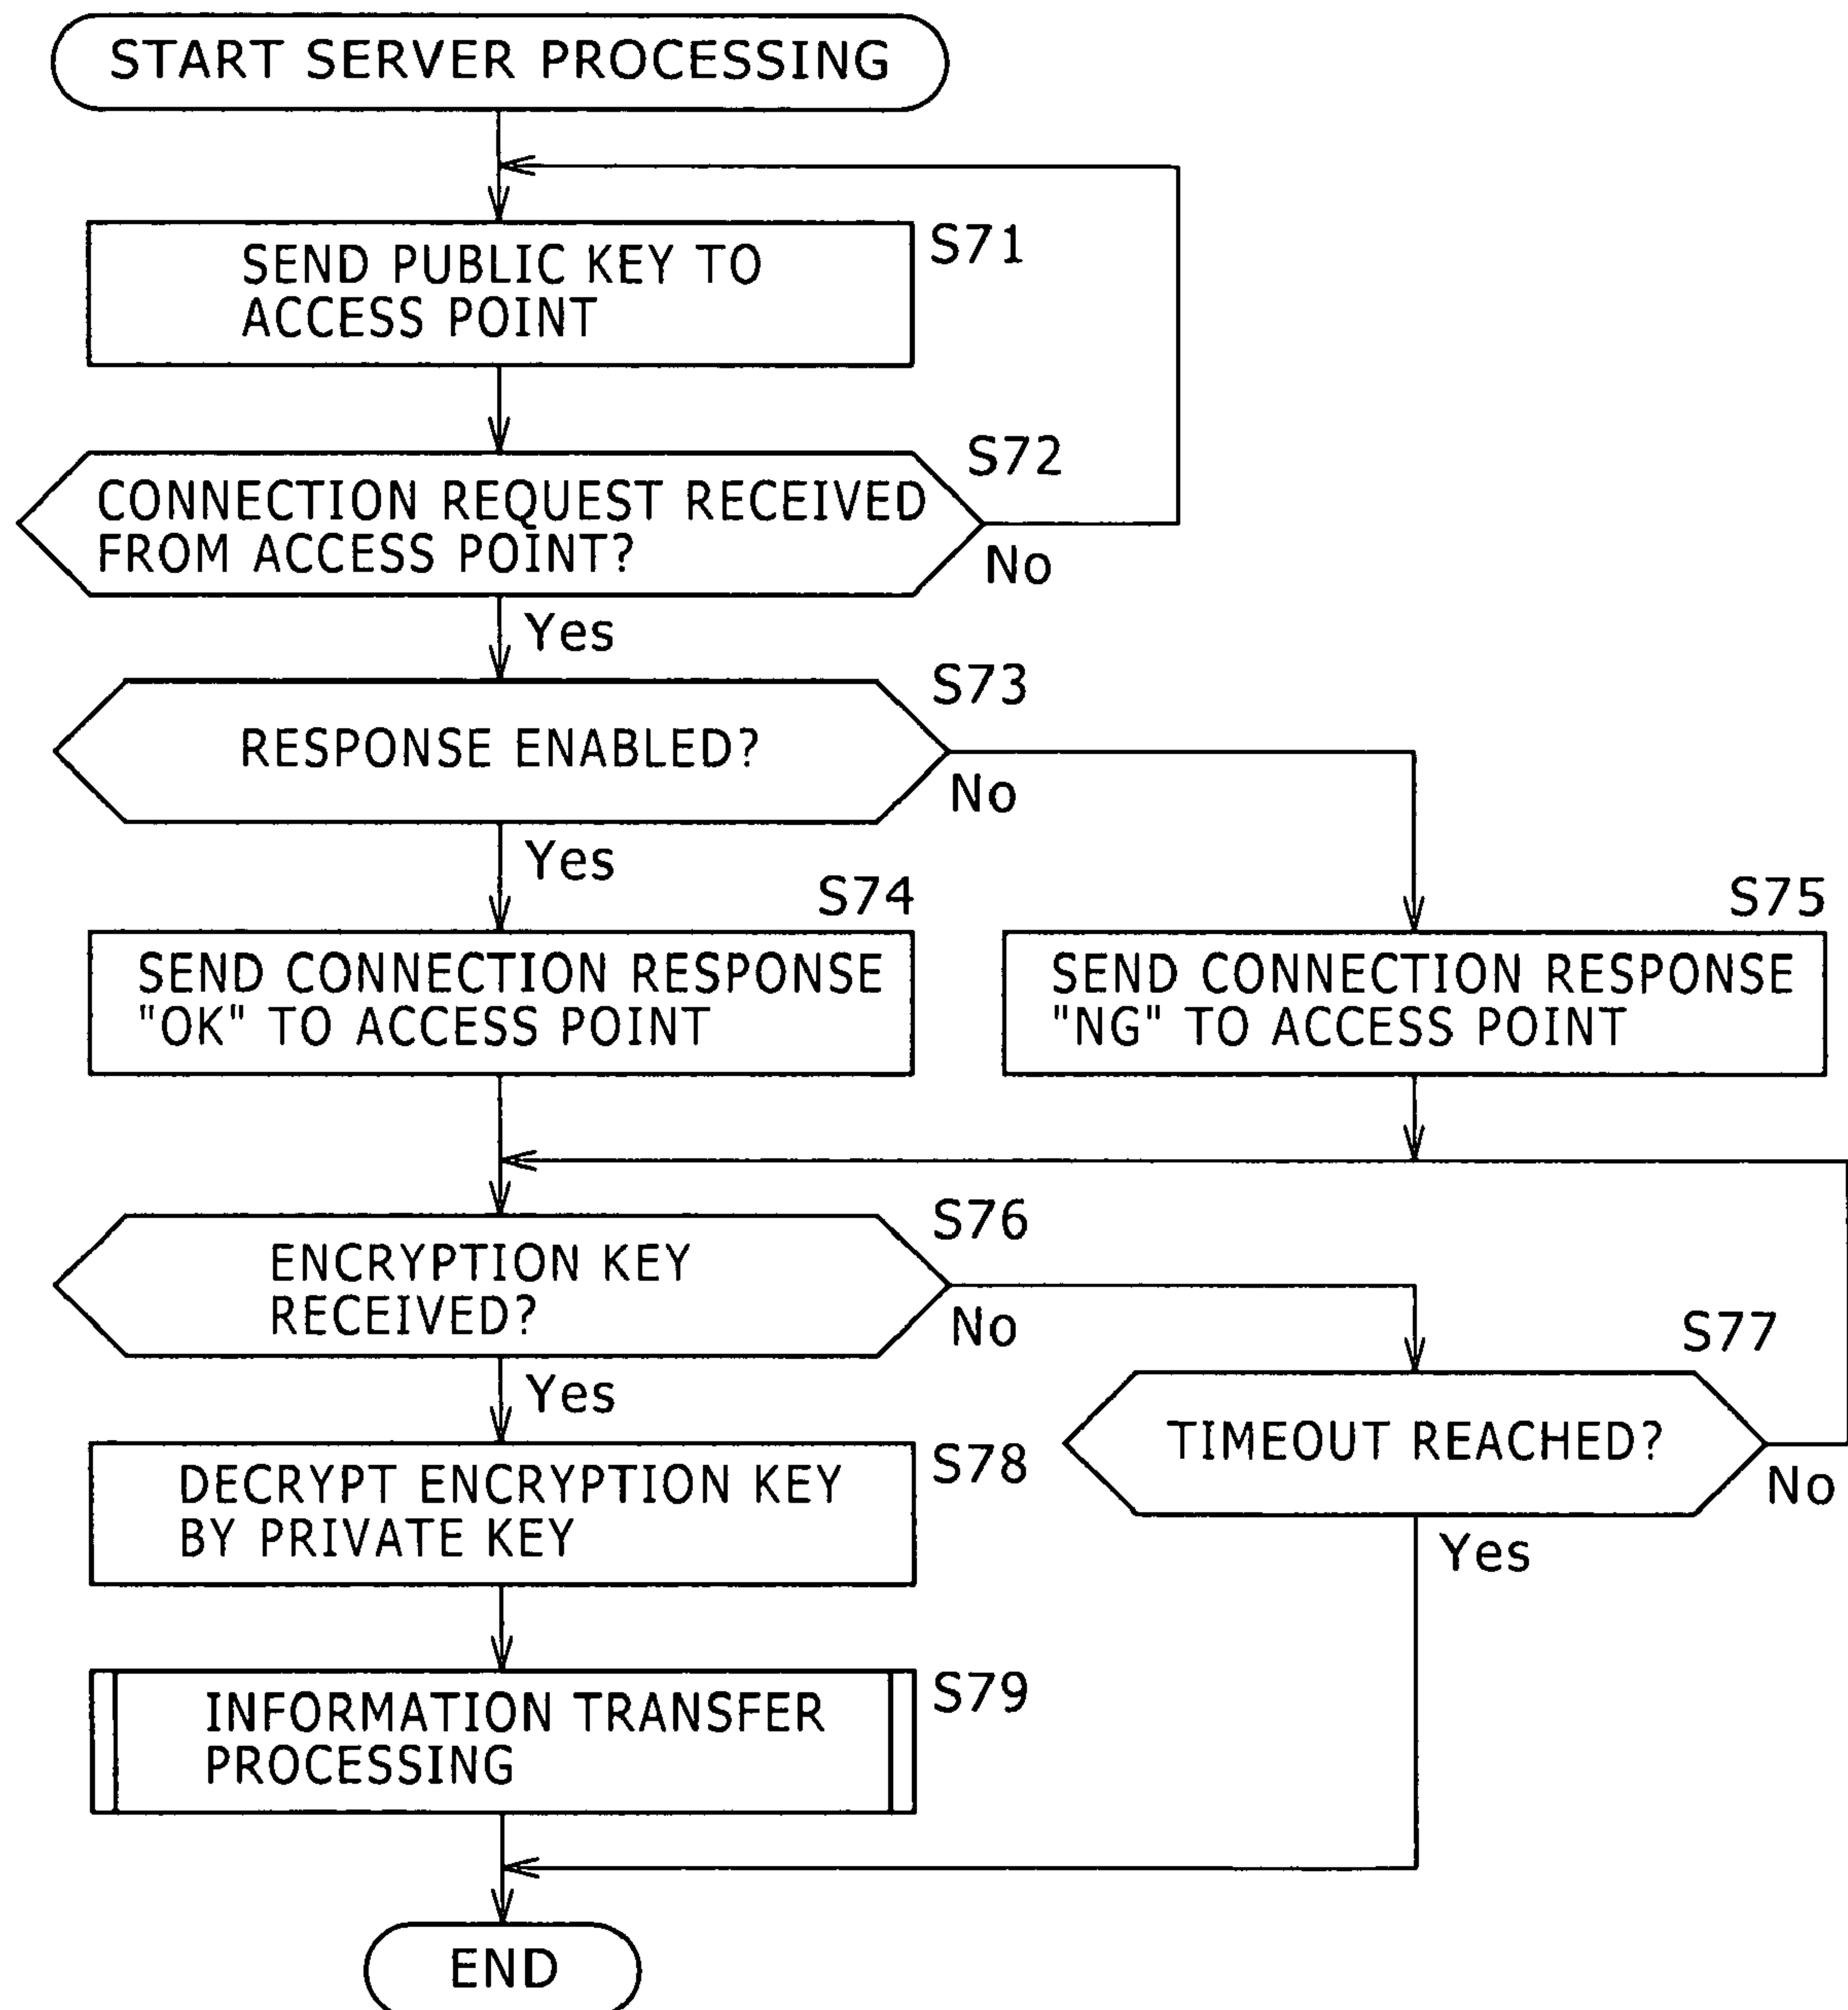 START SERVER PROCESSING
SEND PUBLIC KEY TO
ACCESS POINT
S71
CONNECTION REQUEST RECEIVED
FROM ACCESS POINT?
S72
No
Yes
RESPONSE ENABLED?
S73
No
Yes
S74
SEND CONNECTION RESPONSE
"OK" TO ACCESS POINT
S75
SEND CONNECTION RESPONSE
"NG" TO ACCESS POINT
ENCRYPTION KEY
RECEIVED?
S76
No
Yes
S77
TIMEOUT REACHED?
No
Yes
DECRYPT ENCRYPTION KEY
BY PRIVATE KEY
S78
INFORMATION TRANSFER
PROCESSING
S79
END